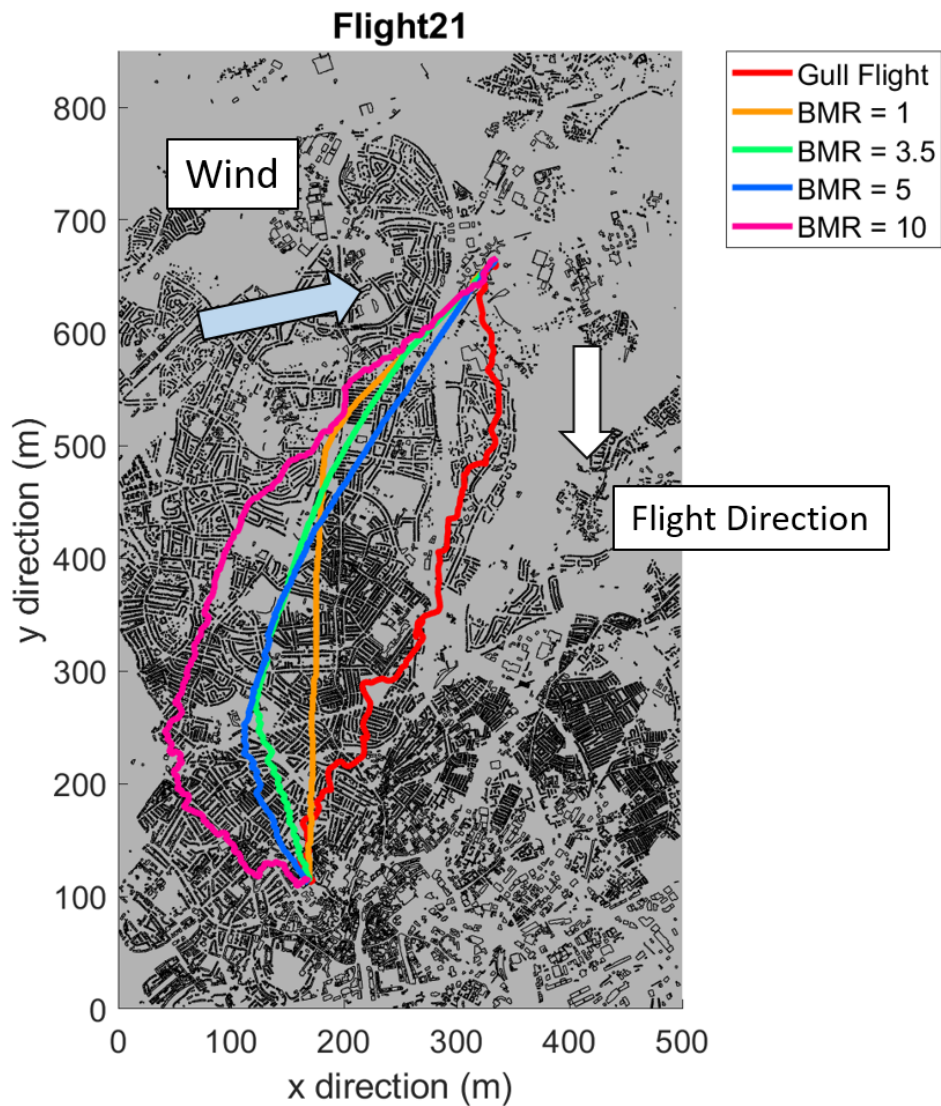 Flight21
Gull Flight
BMR = 1
BMR = 3.5
BMR = 5
BMR = 10
Wind
Flight Direction
y direction (m)
800
700
600
500
400
300
200
100
0
0 100 200 300 400 500
x direction (m)